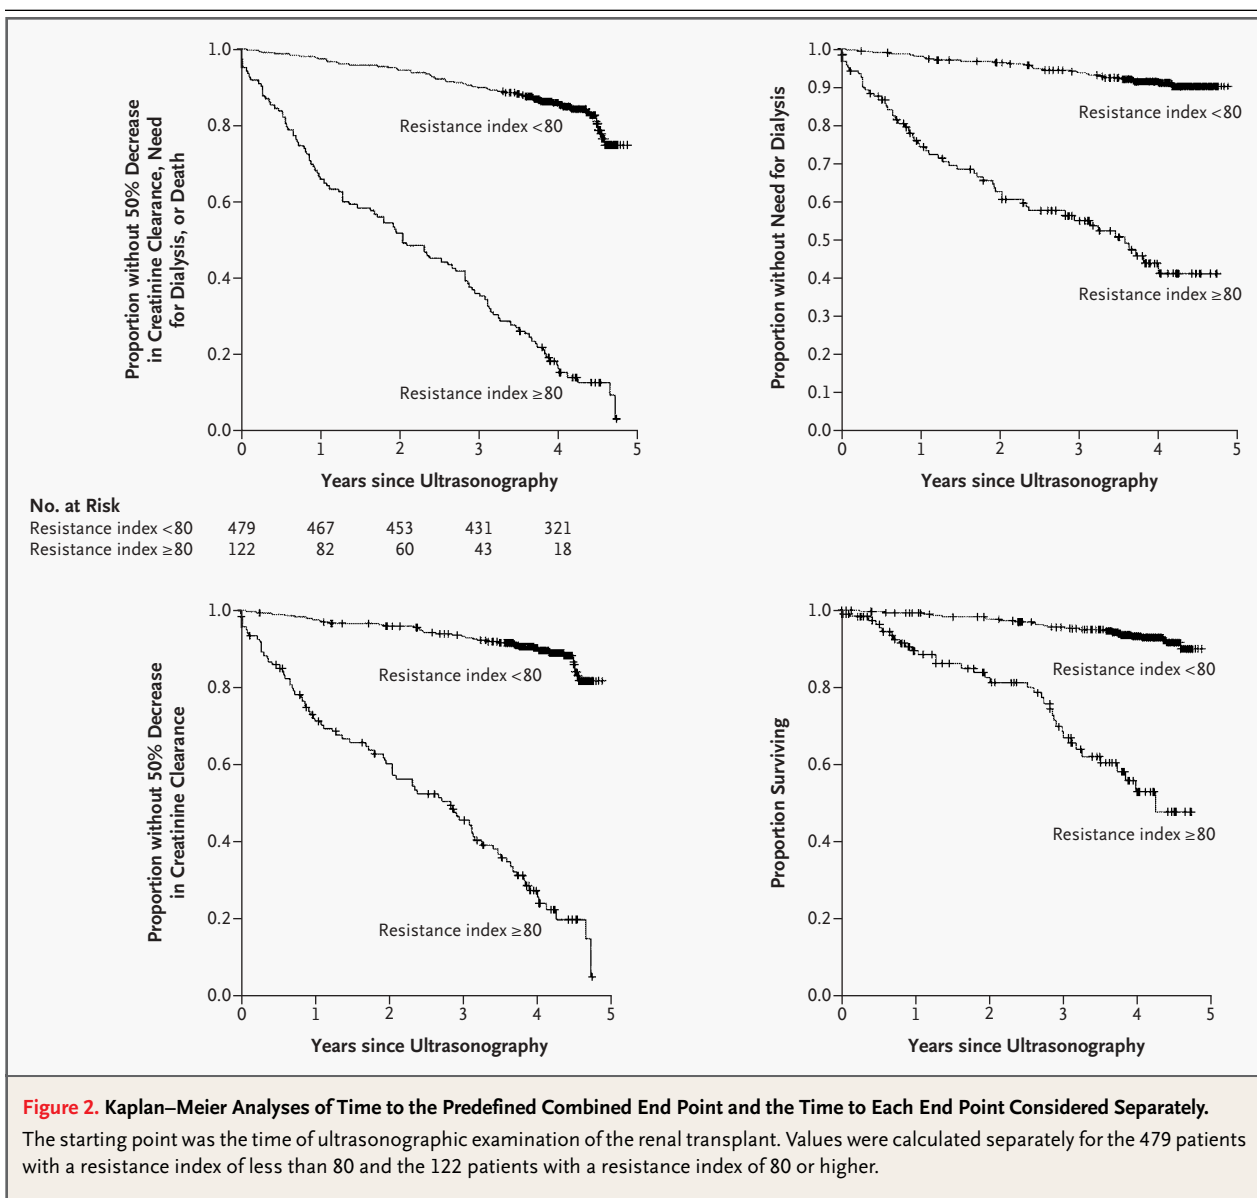 Proportion without 50% Decrease
in Creatinine Clearance, Need
for Dialysis, or Death
1.0
0.8
0.6
0.4
0.2
0.0
Resistance index <80
Resistance index ≥80
0 1 2 3 4 5
Years since Ultrasonography
Proportion without Need for Dialysis
1.0
0.9
0.8
0.7
0.6
0.5
0.4
0.3
0.2
0.1
0.0
Resistance index <80
Resistance index ≥80
0 1 2 3 4 5
Years since Ultrasonography
No. at Risk
Resistance index <80 479 467 453 431 321
Resistance index ≥80 122 82 60 43 18
Proportion without 50% Decrease
in Creatinine Clearance
1.0
0.8
0.6
0.4
0.2
0.0
Resistance index <80
Resistance index ≥80
0 1 2 3 4 5
Years since Ultrasonography
Proportion Surviving
1.0
0.8
0.6
0.4
0.2
0.0
Resistance index <80
Resistance index ≥80
0 1 2 3 4 5
Years since Ultrasonography
Figure 2. Kaplan–Meier Analyses of Time to the Predefined Combined End Point and the Time to Each End Point Considered Separately.
The starting point was the time of ultrasonographic examination of the renal transplant. Values were calculated separately for the 479 patients
with a resistance index of less than 80 and the 122 patients with a resistance index of 80 or higher.